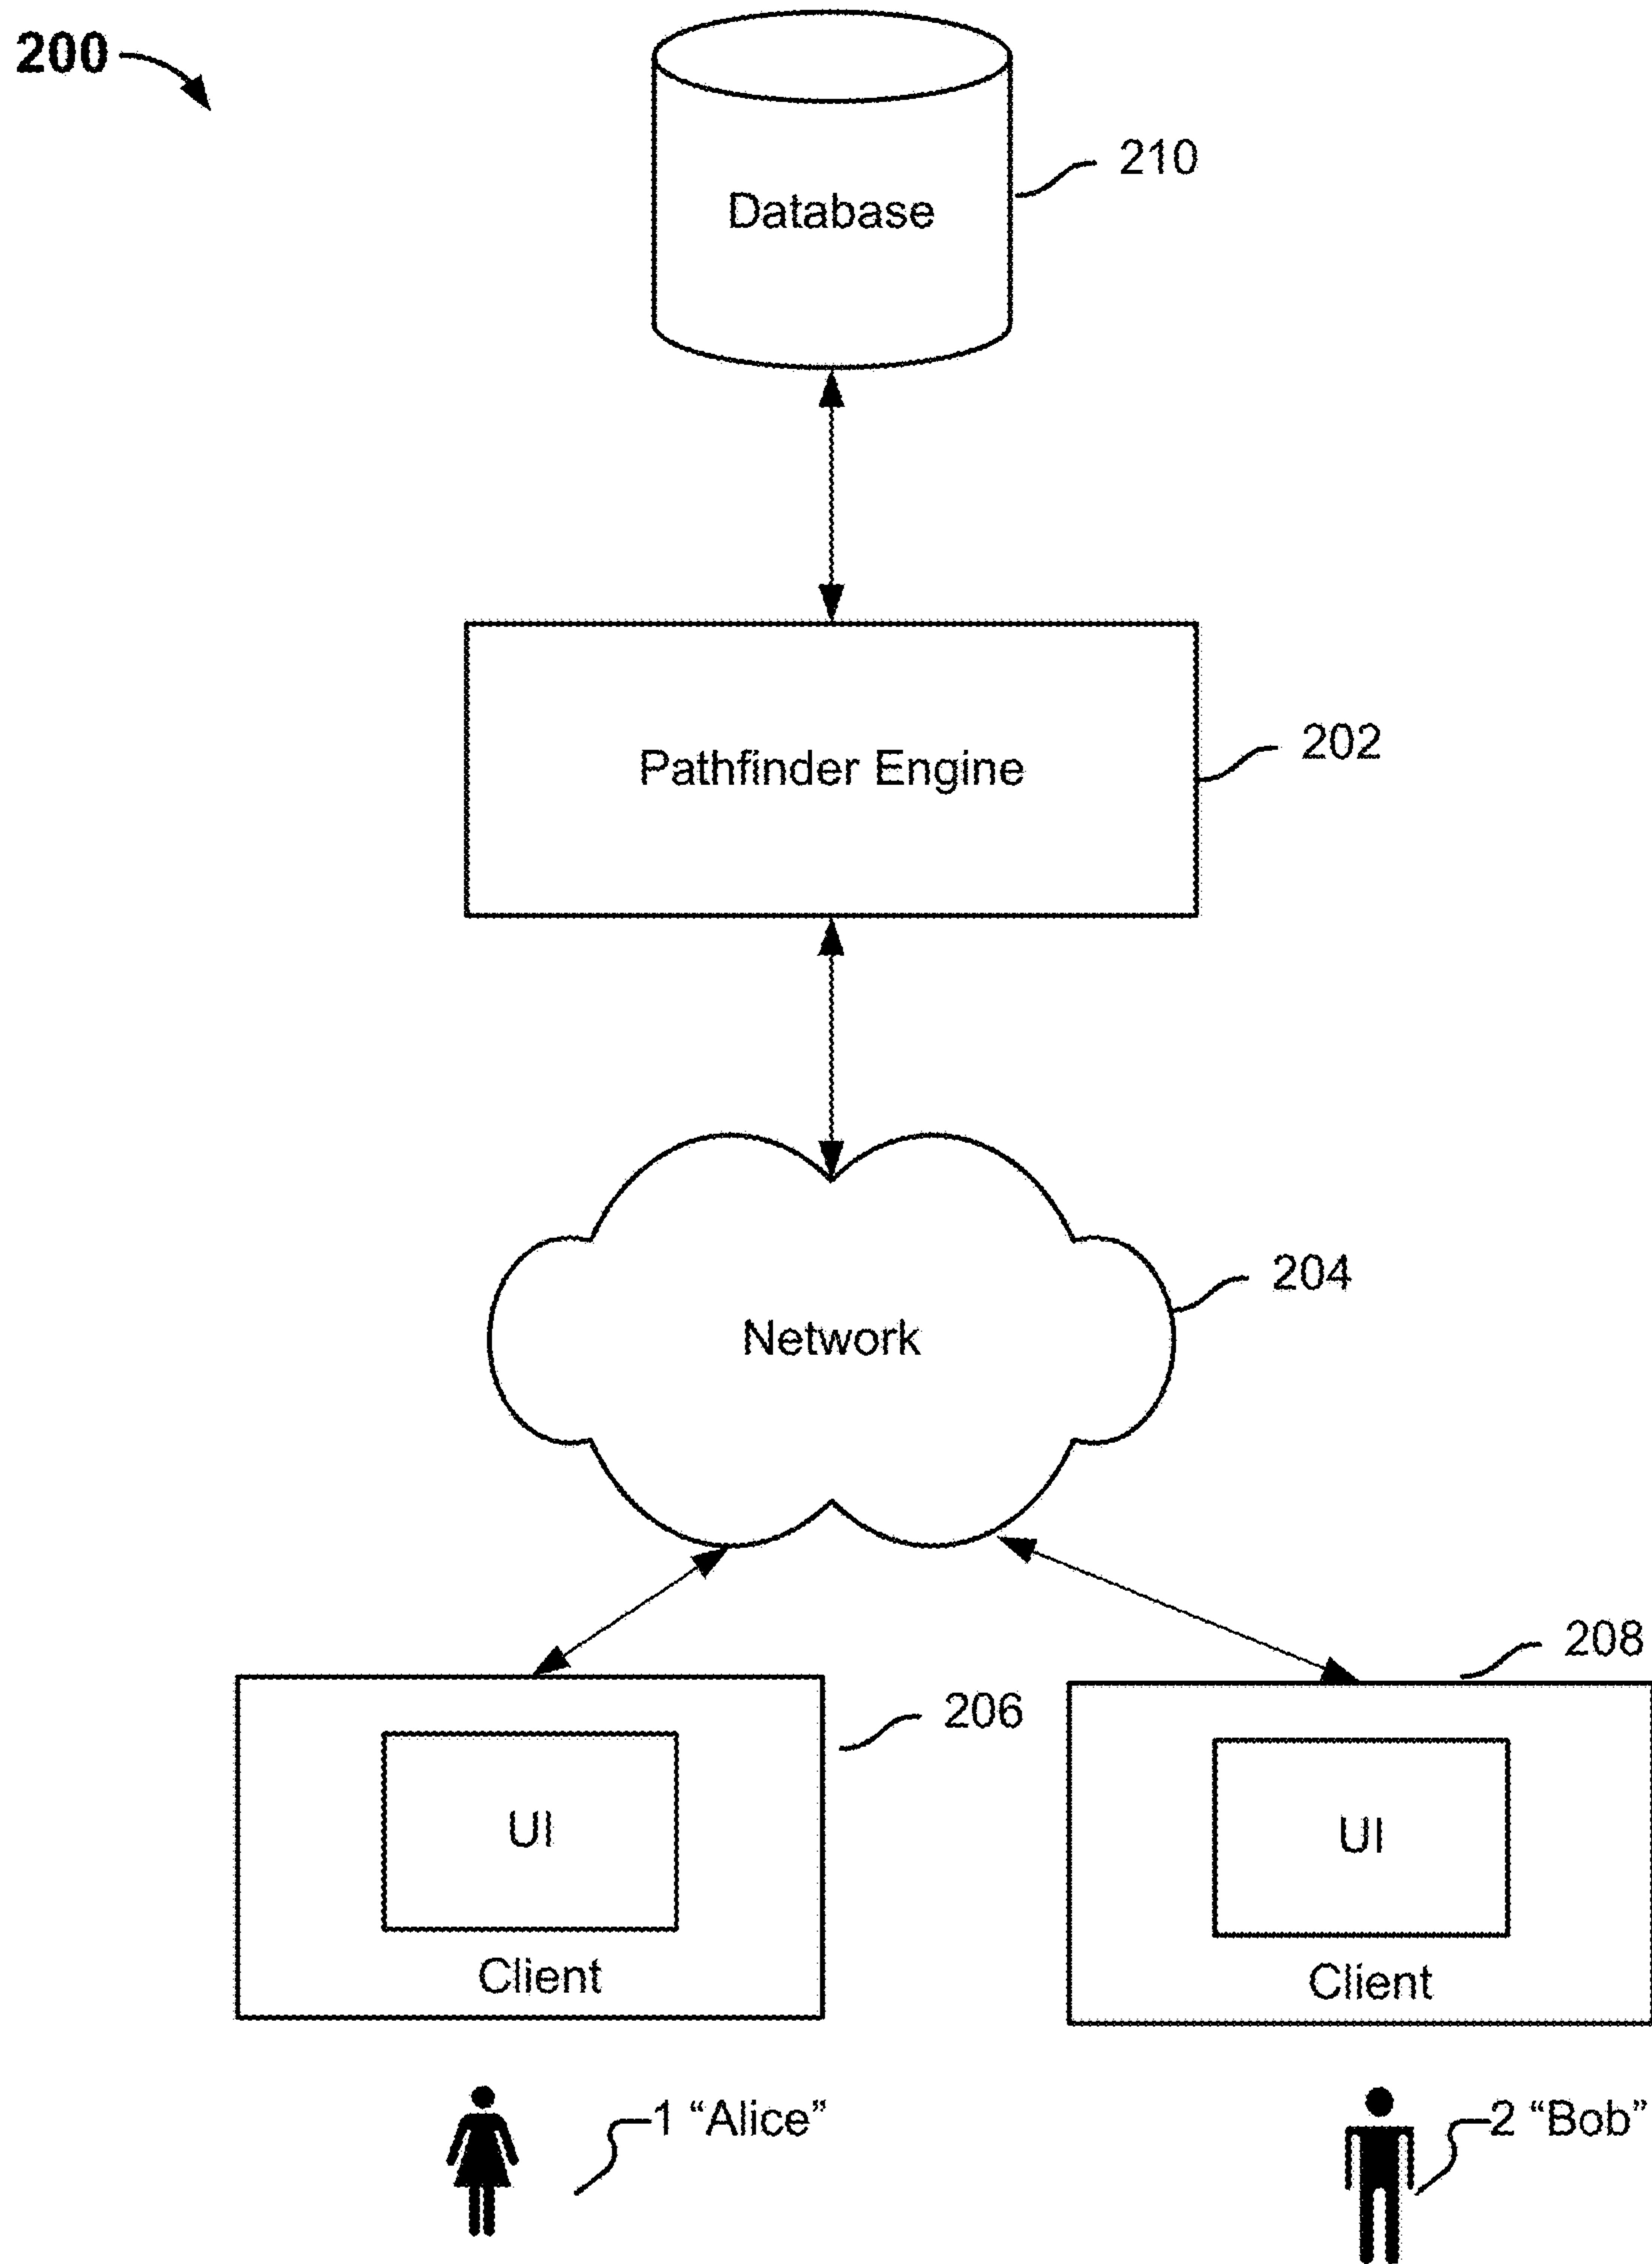 200
210
Database
202
Pathfinder Engine
204
Network
208
206
UI
UI
Client
Client
1 “Alice”
2 “Bob”